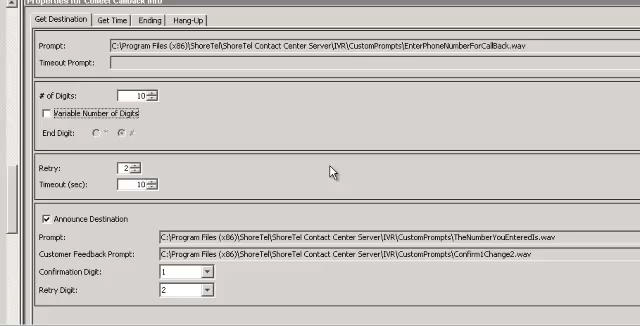 Properties for Collect Callback Info
Get Destination Get Time Ending Hang-Up
Prompt: C:\Program Files (x86)\ShoreTel\ShoreTel Contact Center Server\IVR\CustomPrompts\EnterPhoneNumberForCallBack.wav
Timeout Prompt:
# of Digits: 10
Variable Number of Digits
End Digit: * #
Retry: 2
Timeout (sec): 10
Announce Destination
Prompt: C:\Program Files (x86)\ShoreTel\ShoreTel Contact Center Server\IVR\CustomPrompts\TheNumberYouEnteredIs.wav
Customer Feedback Prompt: C:\Program Files (x86)\ShoreTel\ShoreTel Contact Center Server\IVR\CustomPrompts\Confirm1Change2.wav
Confirmation Digit: 1
Retry Digit: 2